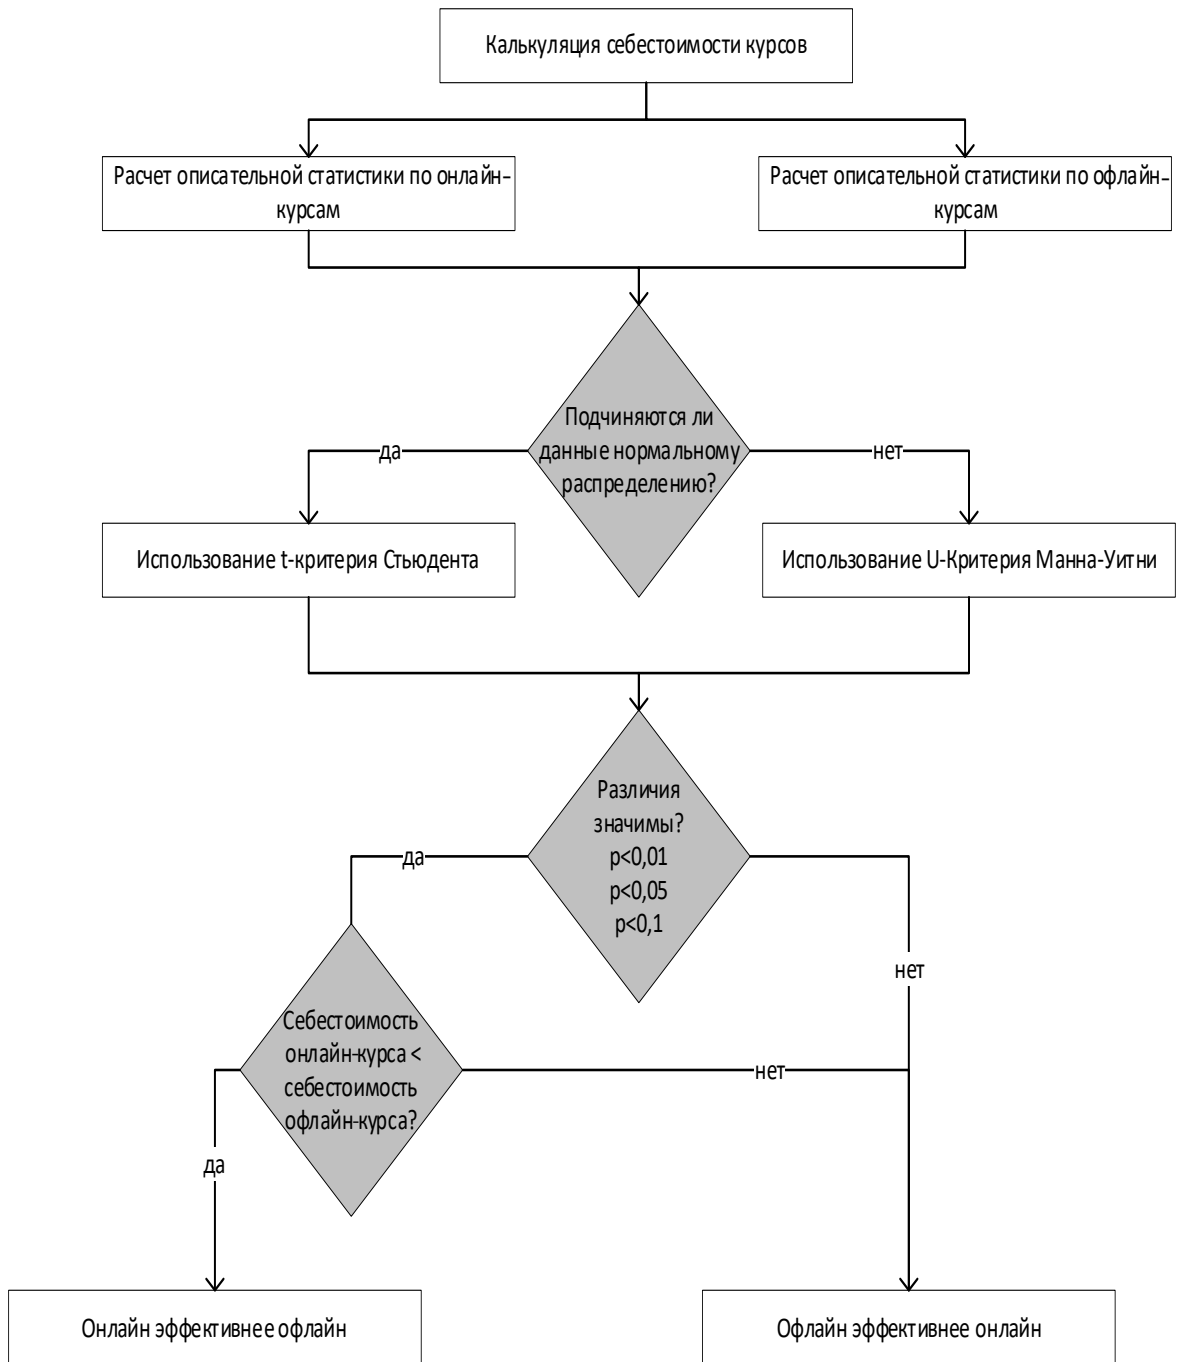 Калькуляция себестоимости курсов
Расчет описательной статистики по онлайн-
курсам
Расчет описательной статистики по офлайн-
курсам
Подчиняются ли
данные нормальному
распределению?
да
нет
Использование t-критерия Стьюдента
Использование U-Критерия Манна-Уитни
Различия
значимы?
p<0,01
p<0,05
p<0,1
да
нет
Себестоимость
онлайн-курса <
себестоимость
офлайн-курса?
нет
да
Онлайн эффективнее офлайн
Офлайн эффективнее онлайн